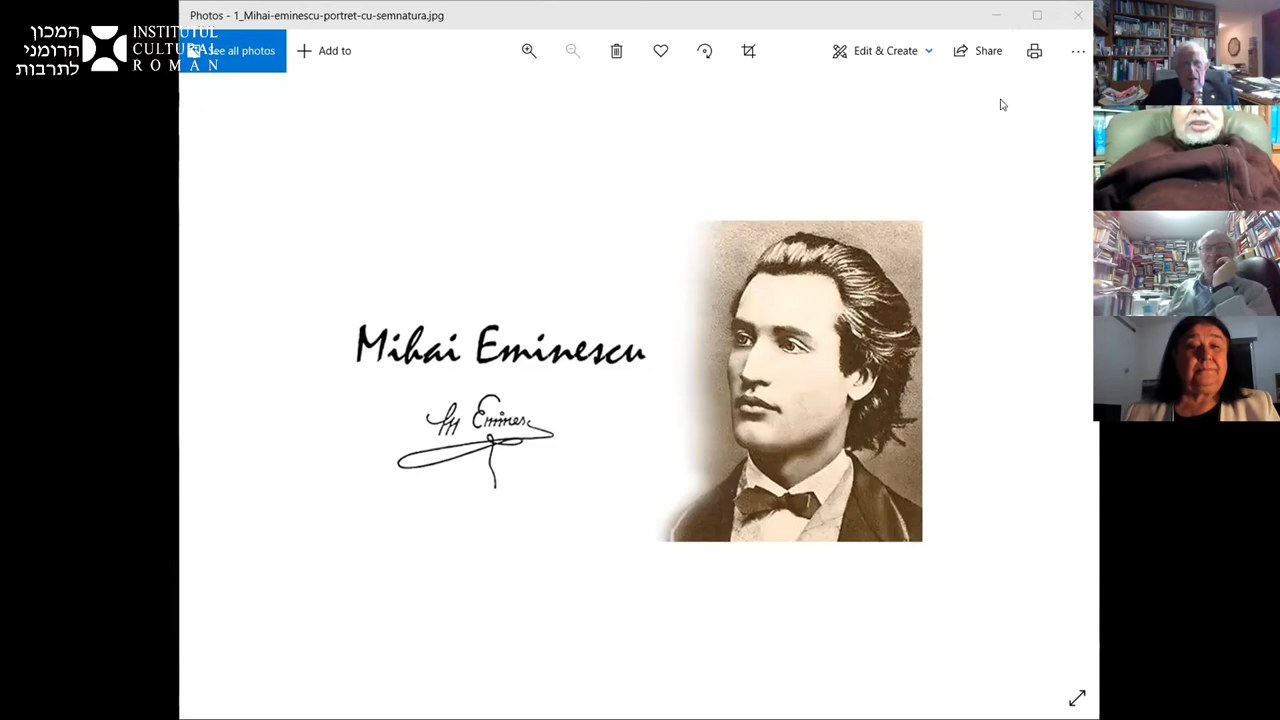 Photos - 1_Mihai-eminescu-portret-cu-semnatura.jpg
המכון
הרומני
לתרבות
INSTITUTUL
CULTURAL
ROMAN
See all photos
Add to
Edit & Create
Share
Mihai Eminescu
M Eminescu